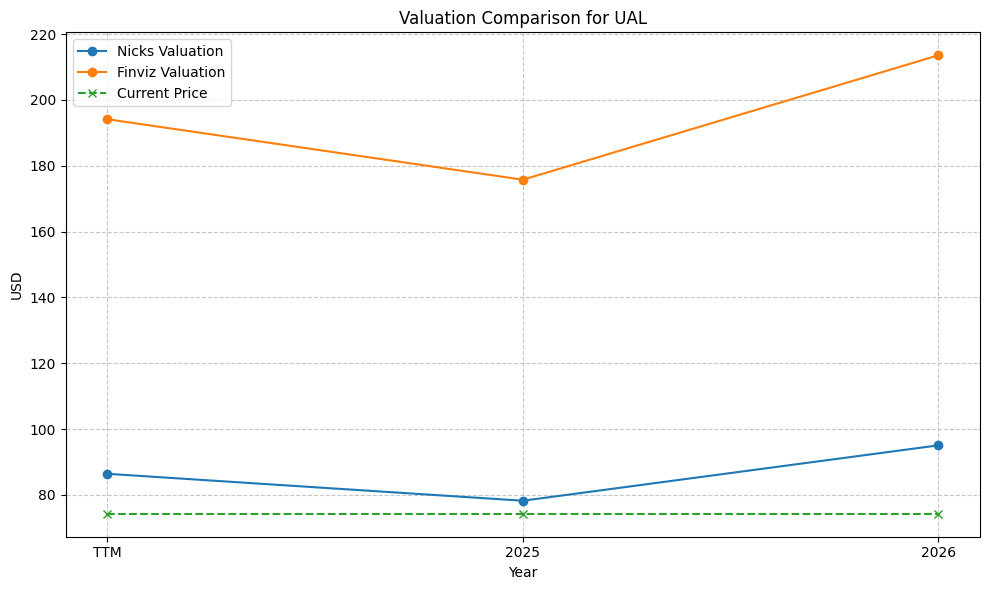 Valuation Comparison for UAL
Nicks Valuation
Finviz Valuation
Current Price
220
200
180
160
140
120
100
80
USD
TTM
2025
2026
Year